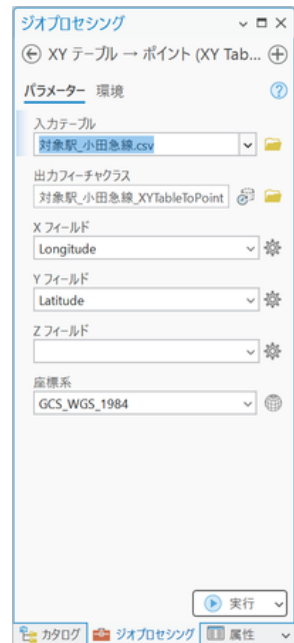 ジオプロセシング
XY テーブル → ポイント (XY Tab...
パラメーター 環境
入力テーブル
対象駅_小田急線.csv
出力フィーチャクラス
対象駅_小田急線_XYTableToPoint
X フィールド
Longitude
Y フィールド
Latitude
Z フィールド
座標系
GCS_WGS_1984
実行
カタログ ジオプロセシング 属性